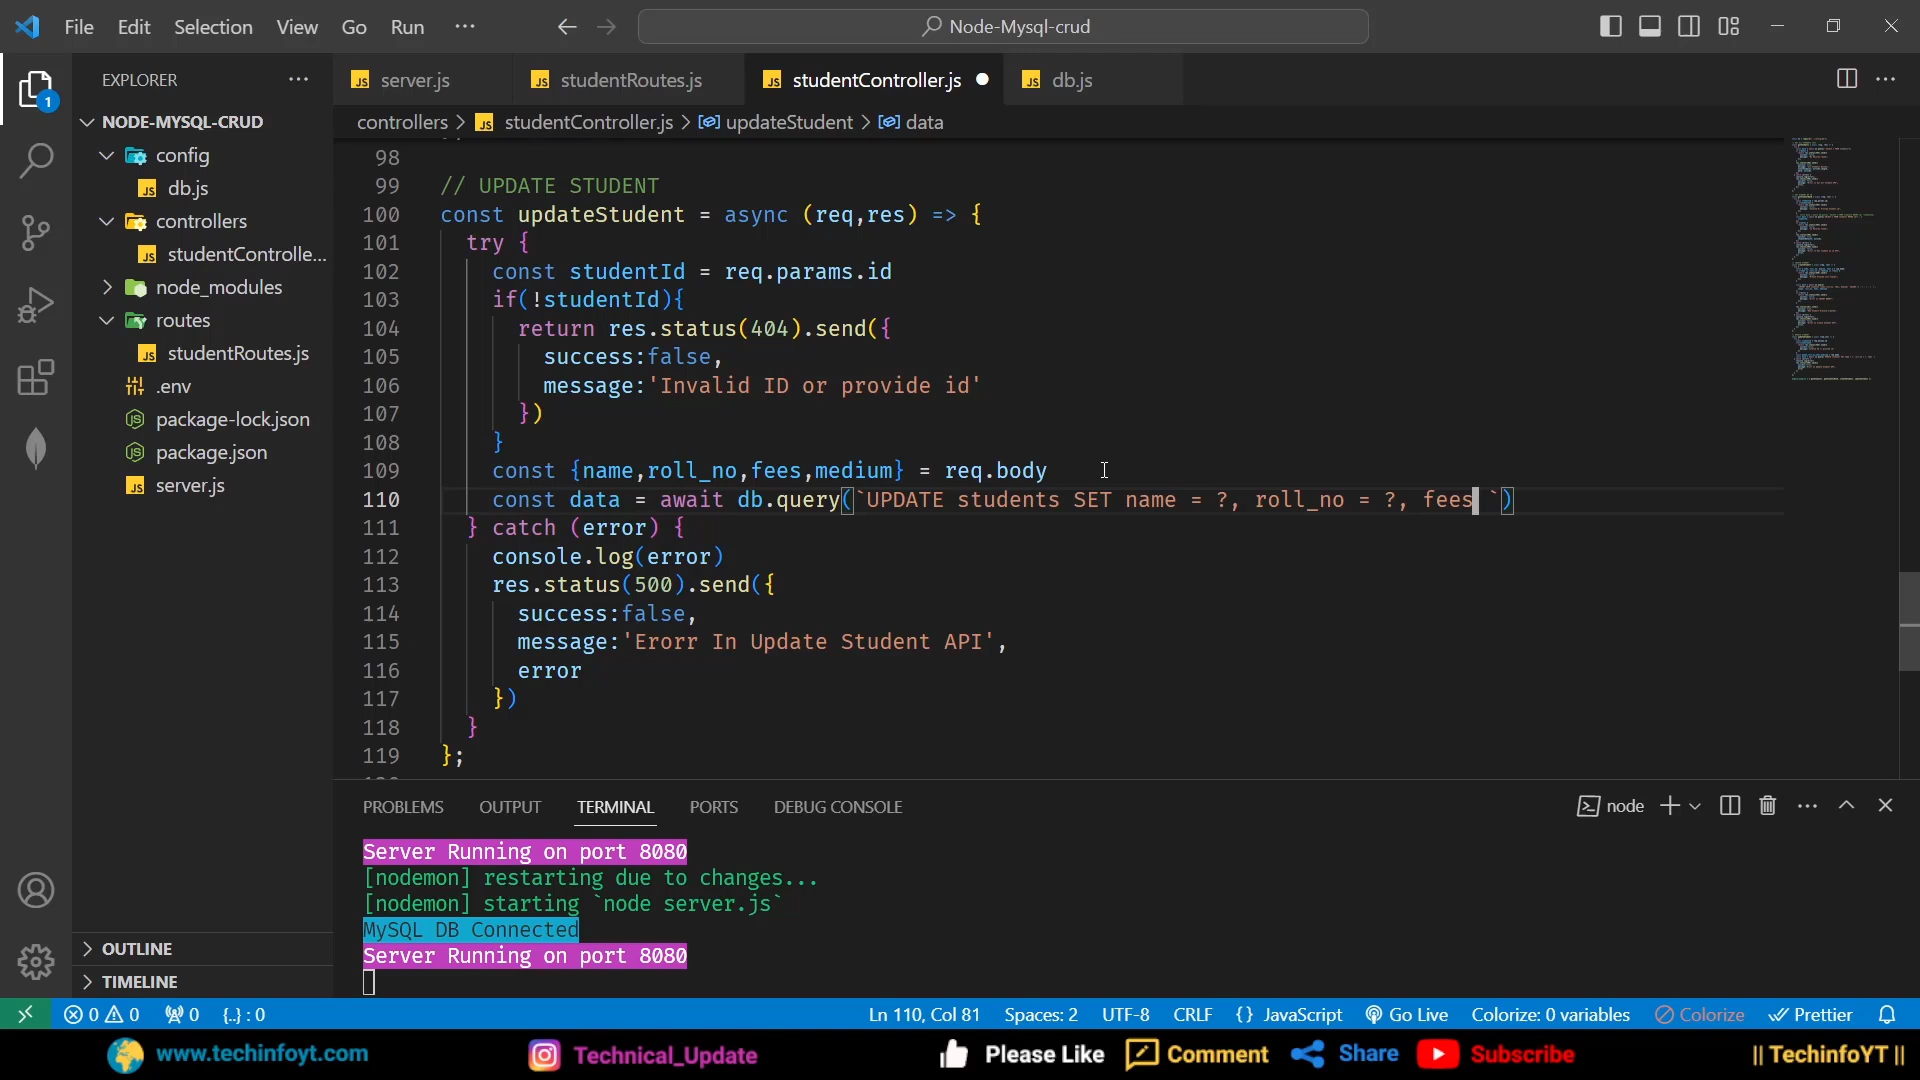 File Edit Selection View Go Run ··· Node-Mysql-crud
EXPLORER ···
server.js studentRoutes.js studentController.js db.js
controllers > studentController.js > updateStudent > data
NODE-MYSQL-CRUD
config
db.js
controllers
studentControlle...
node_modules
routes
studentRoutes.js
.env
package-lock.json
package.json
server.js
OUTLINE
TIMELINE
1
98
99 // UPDATE STUDENT
100 const updateStudent = async (req,res) => {
101 try {
102 const studentId = req.params.id
103 if(!studentId){
104 return res.status(404).send({
105 success:false,
106 message:'Invalid ID or provide id'
107 })
108 }
109 const {name,roll_no,fees,medium} = req.body
110 const data = await db.query(`UPDATE students SET name = ?, roll_no = ?, fees `)
111 } catch (error) {
112 console.log(error)
113 res.status(500).send({
114 success:false,
115 message:'Erorr In Update Student API',
116 error
117 })
118 }
119 };
PROBLEMS OUTPUT TERMINAL PORTS DEBUG CONSOLE node
Server Running on port 8080
[nodemon] restarting due to changes...
[nodemon] starting `node server.js`
MySQL DB Connected
Server Running on port 8080
0 0 0 {..} : 0 Ln 110, Col 81 Spaces: 2 UTF-8 CRLF {} JavaScript Go Live Colorize: 0 variables Colorize Prettier
www.techinfoyt.com Technical_Update Please Like Comment Share Subscribe || TechinfoYT ||